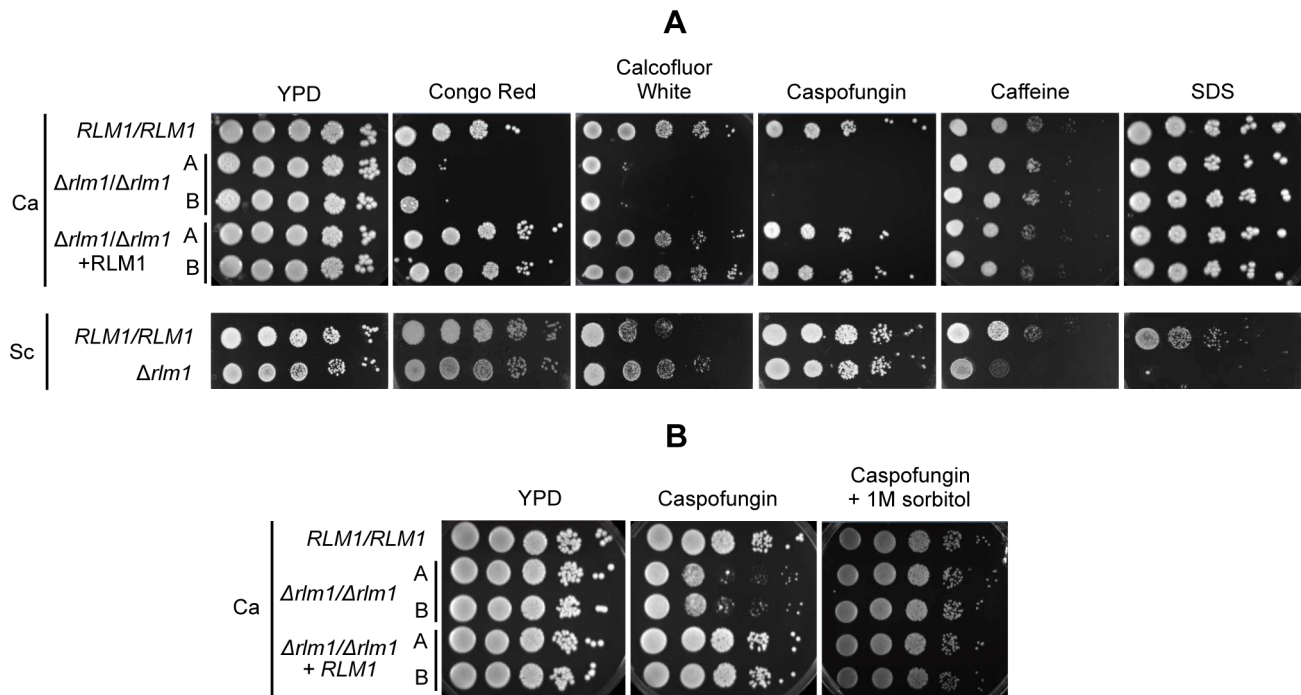 A
YPD
Congo Red
Calcofluor
White
Caspofungin
Caffeine
SDS
Ca
RLM1/RLM1
Δrlm1/Δrlm1
A
B
Δrlm1/Δrlm1
+RLM1
A
B
Sc
RLM1/RLM1
Δrlm1
B
YPD
Caspofungin
Caspofungin
+ 1M sorbitol
Ca
RLM1/RLM1
Δrlm1/Δrlm1
A
B
Δrlm1/Δrlm1
+ RLM1
A
B